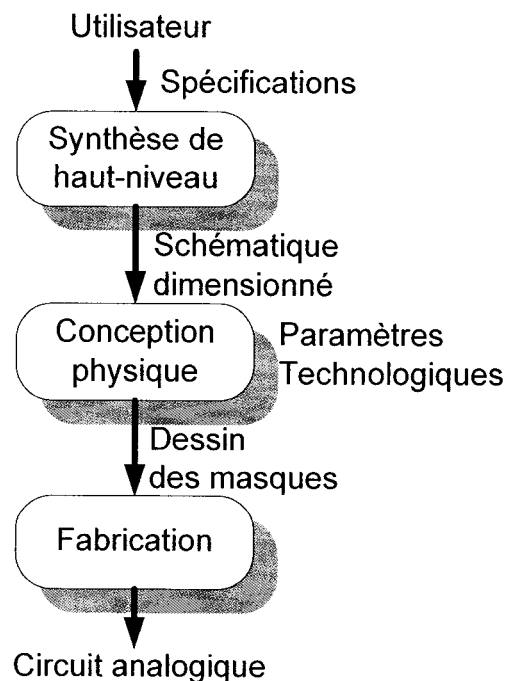 Utilisateur
Spécifications
Synthèse de
haut-niveau
Schématique
dimensionné
Conception
physique
Paramètres
Technologiques
Dessin
des masques
Fabrication
Circuit analogique